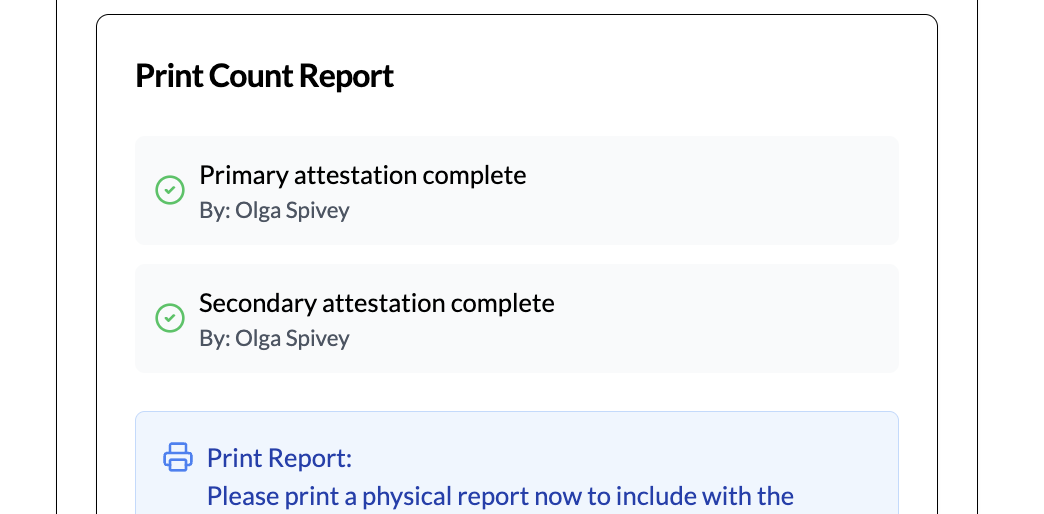 Print Count Report
Primary attestation complete
By: Olga Spivey
Secondary attestation complete
By: Olga Spivey
Print Report:
Please print a physical report now to include with the